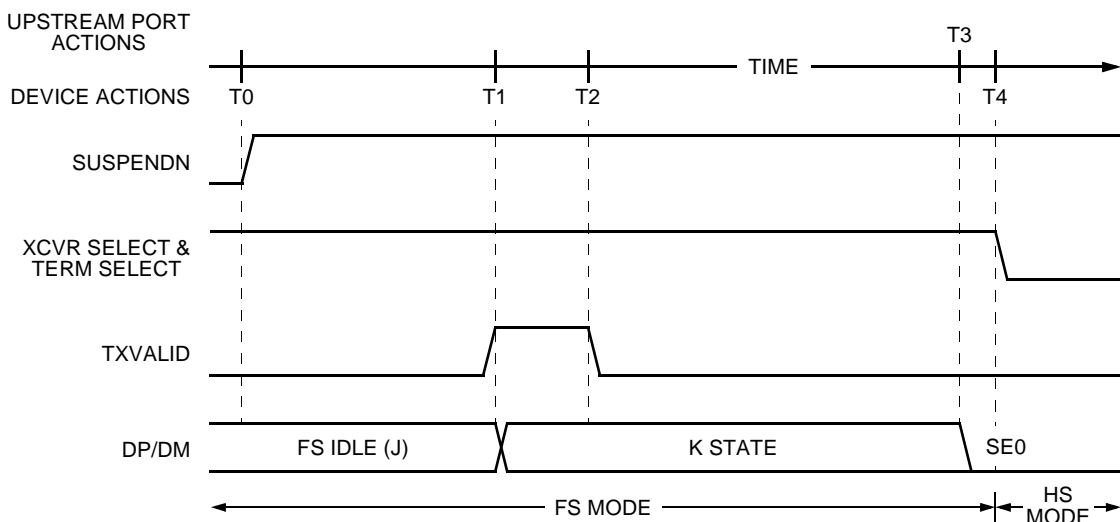 UPSTREAM PORT
ACTIONS
T3
TIME
DEVICE ACTIONS
T0
T1
T2
T4
SUSPENDN
XCVR SELECT &
TERM SELECT
TXVALID
DP/DM
FS IDLE (J)
K STATE
SE0
FS MODE
HS
MODE